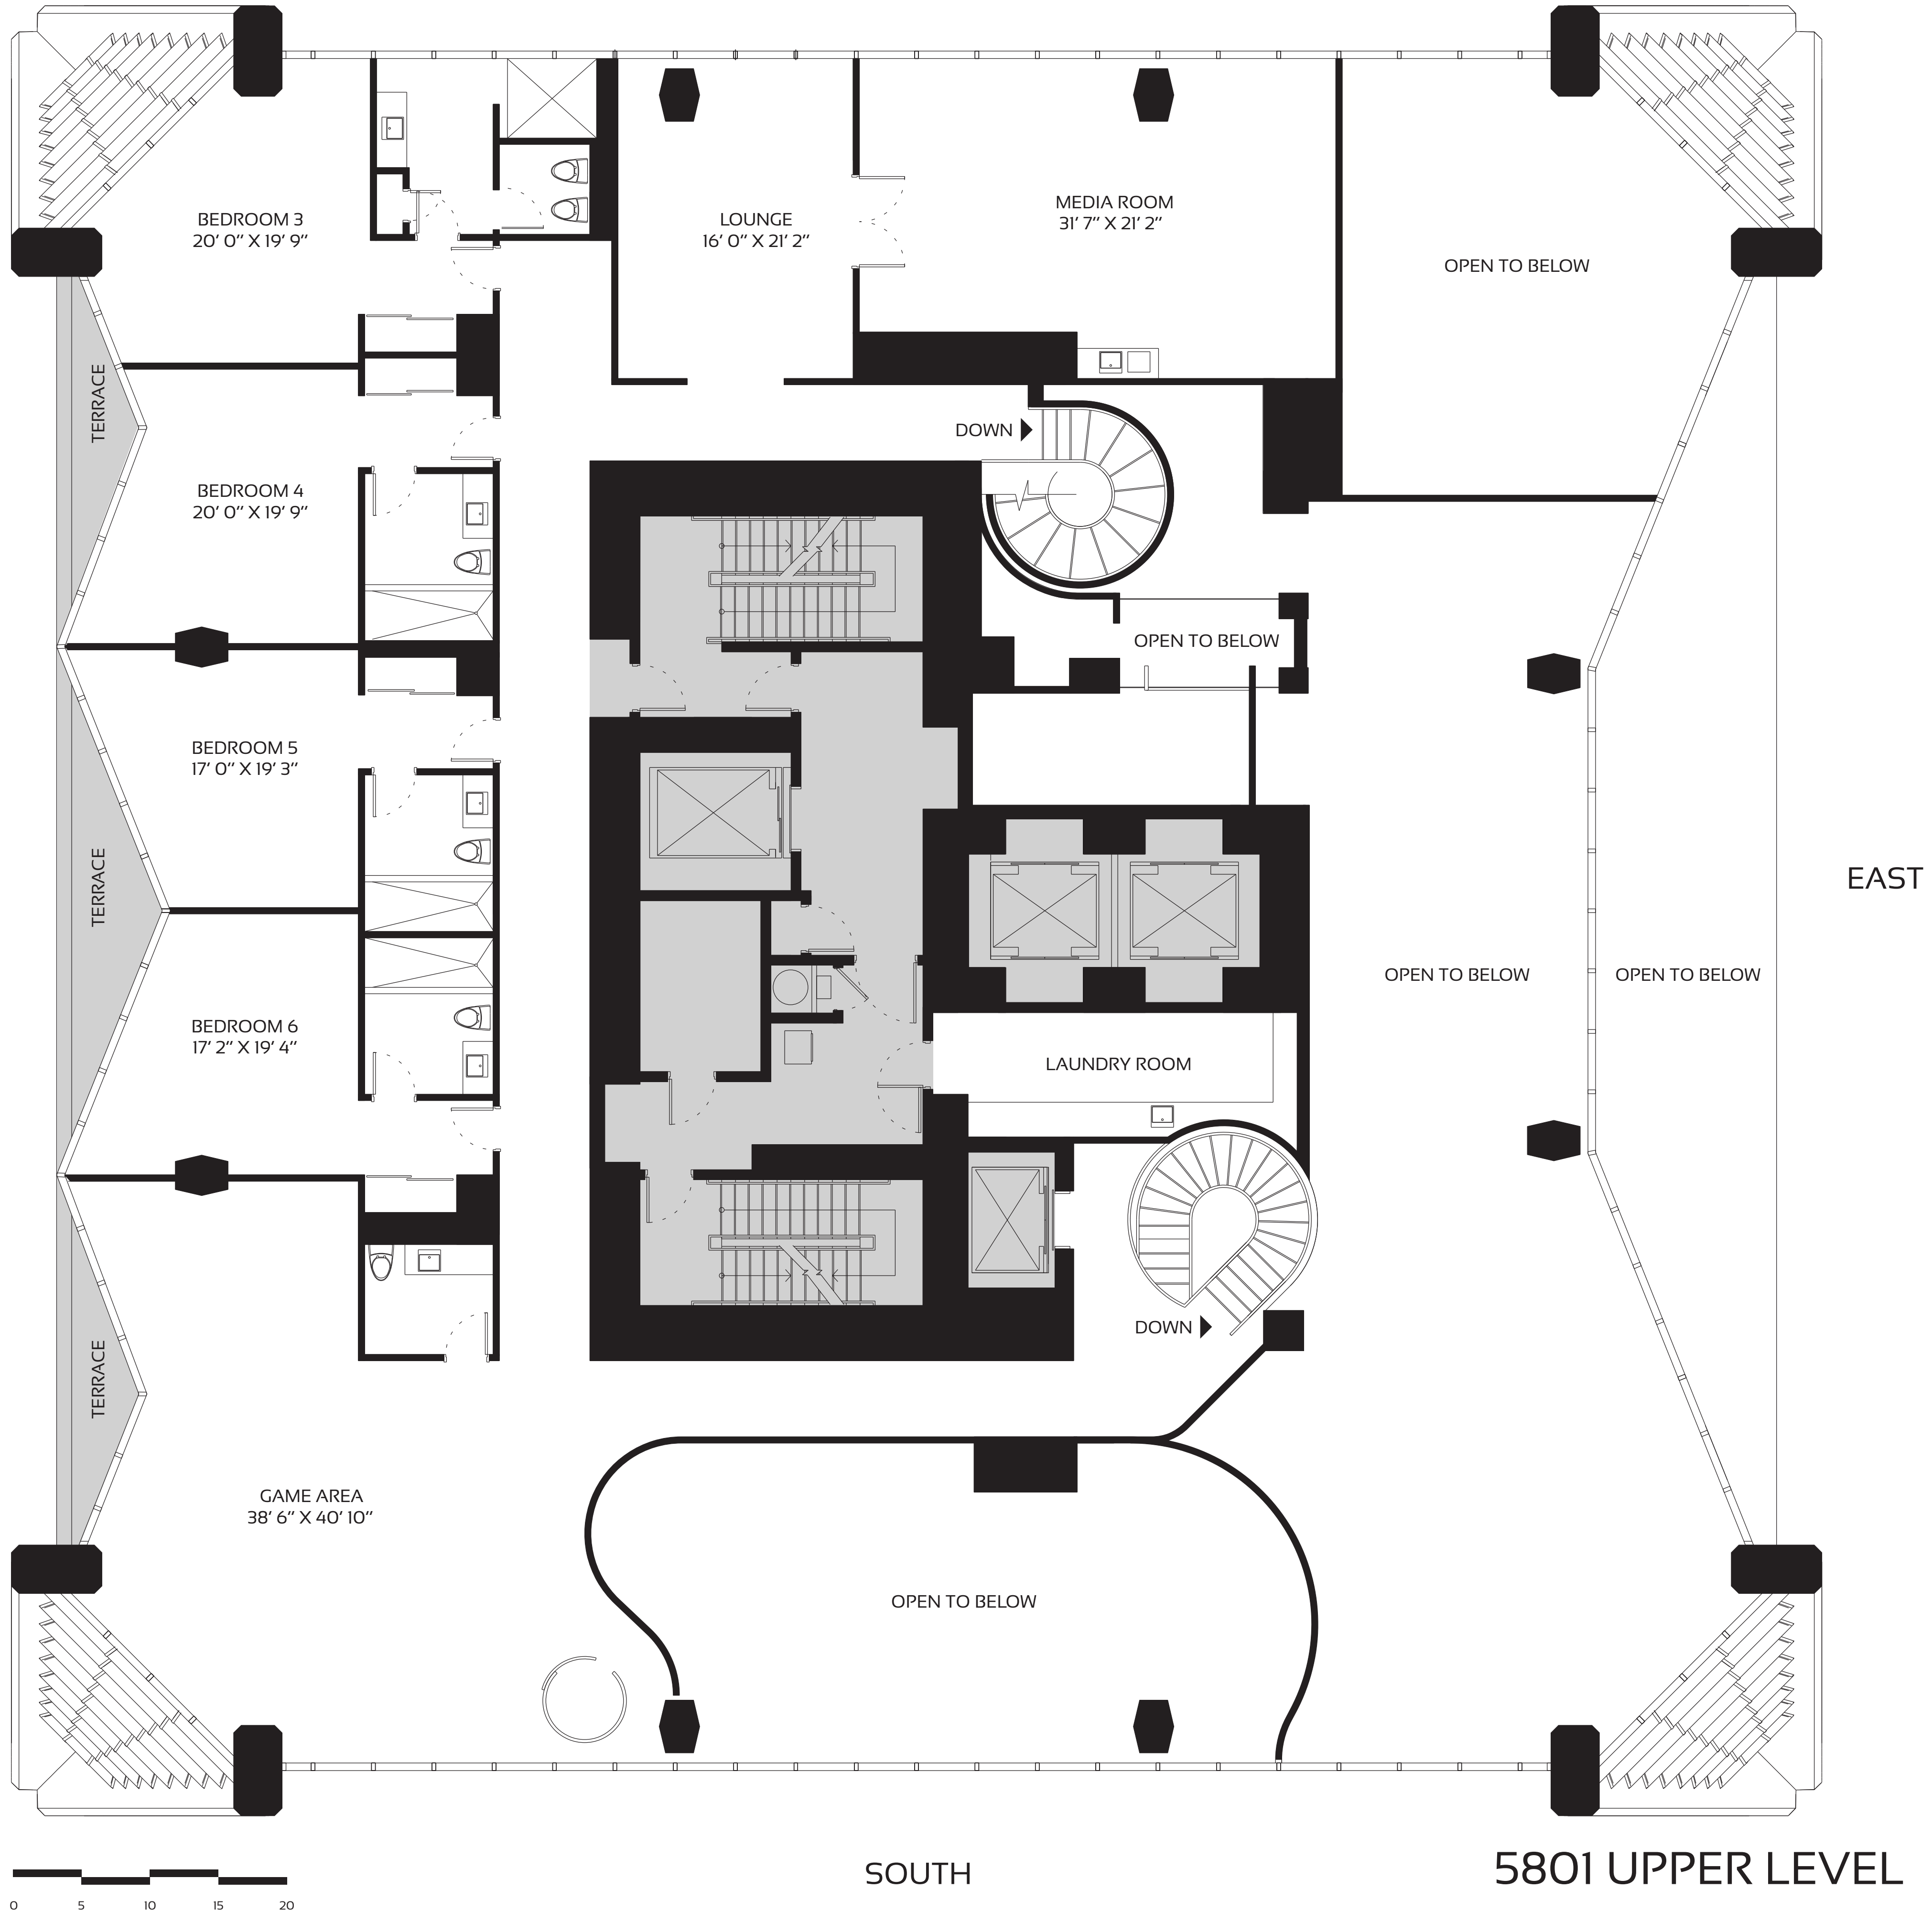 BEDROOM 3
20’ 0” X 19’ 9”
LOUNGE
16’ 0” X 21’ 2”
MEDIA ROOM
31’ 7” X 21’ 2”
OPEN TO BELOW
TERRACE
DOWN
BEDROOM 4
20’ 0” X 19’ 9”
OPEN TO BELOW
BEDROOM 5
17’ 0” X 19’ 3”
TERRACE
EAST
OPEN TO BELOW
OPEN TO BELOW
BEDROOM 6
17’ 2” X 19’ 4”
LAUNDRY ROOM
DOWN
TERRACE
GAME AREA
38’ 6” X 40’ 10”
OPEN TO BELOW
SOUTH
5801 UPPER LEVEL
0 5 10 15 20